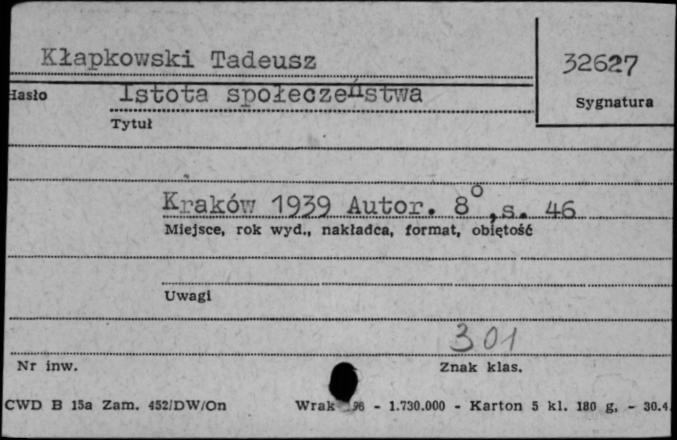 Kłapkowski Tadeusz
32627
Hasło
Istota społeczeństwa
Sygnatura
Tytuł
Kraków 1939 Autor. 8°, s. 46
Miejsce, rok wyd., nakładca, format, objętość
Uwagi
301
Nr inw.
Znak klas.
CWD B 15a Zam. 452/DW/On Wrak 96 - 1.730.000 - Karton 5 kl. 180 g. - 30.4